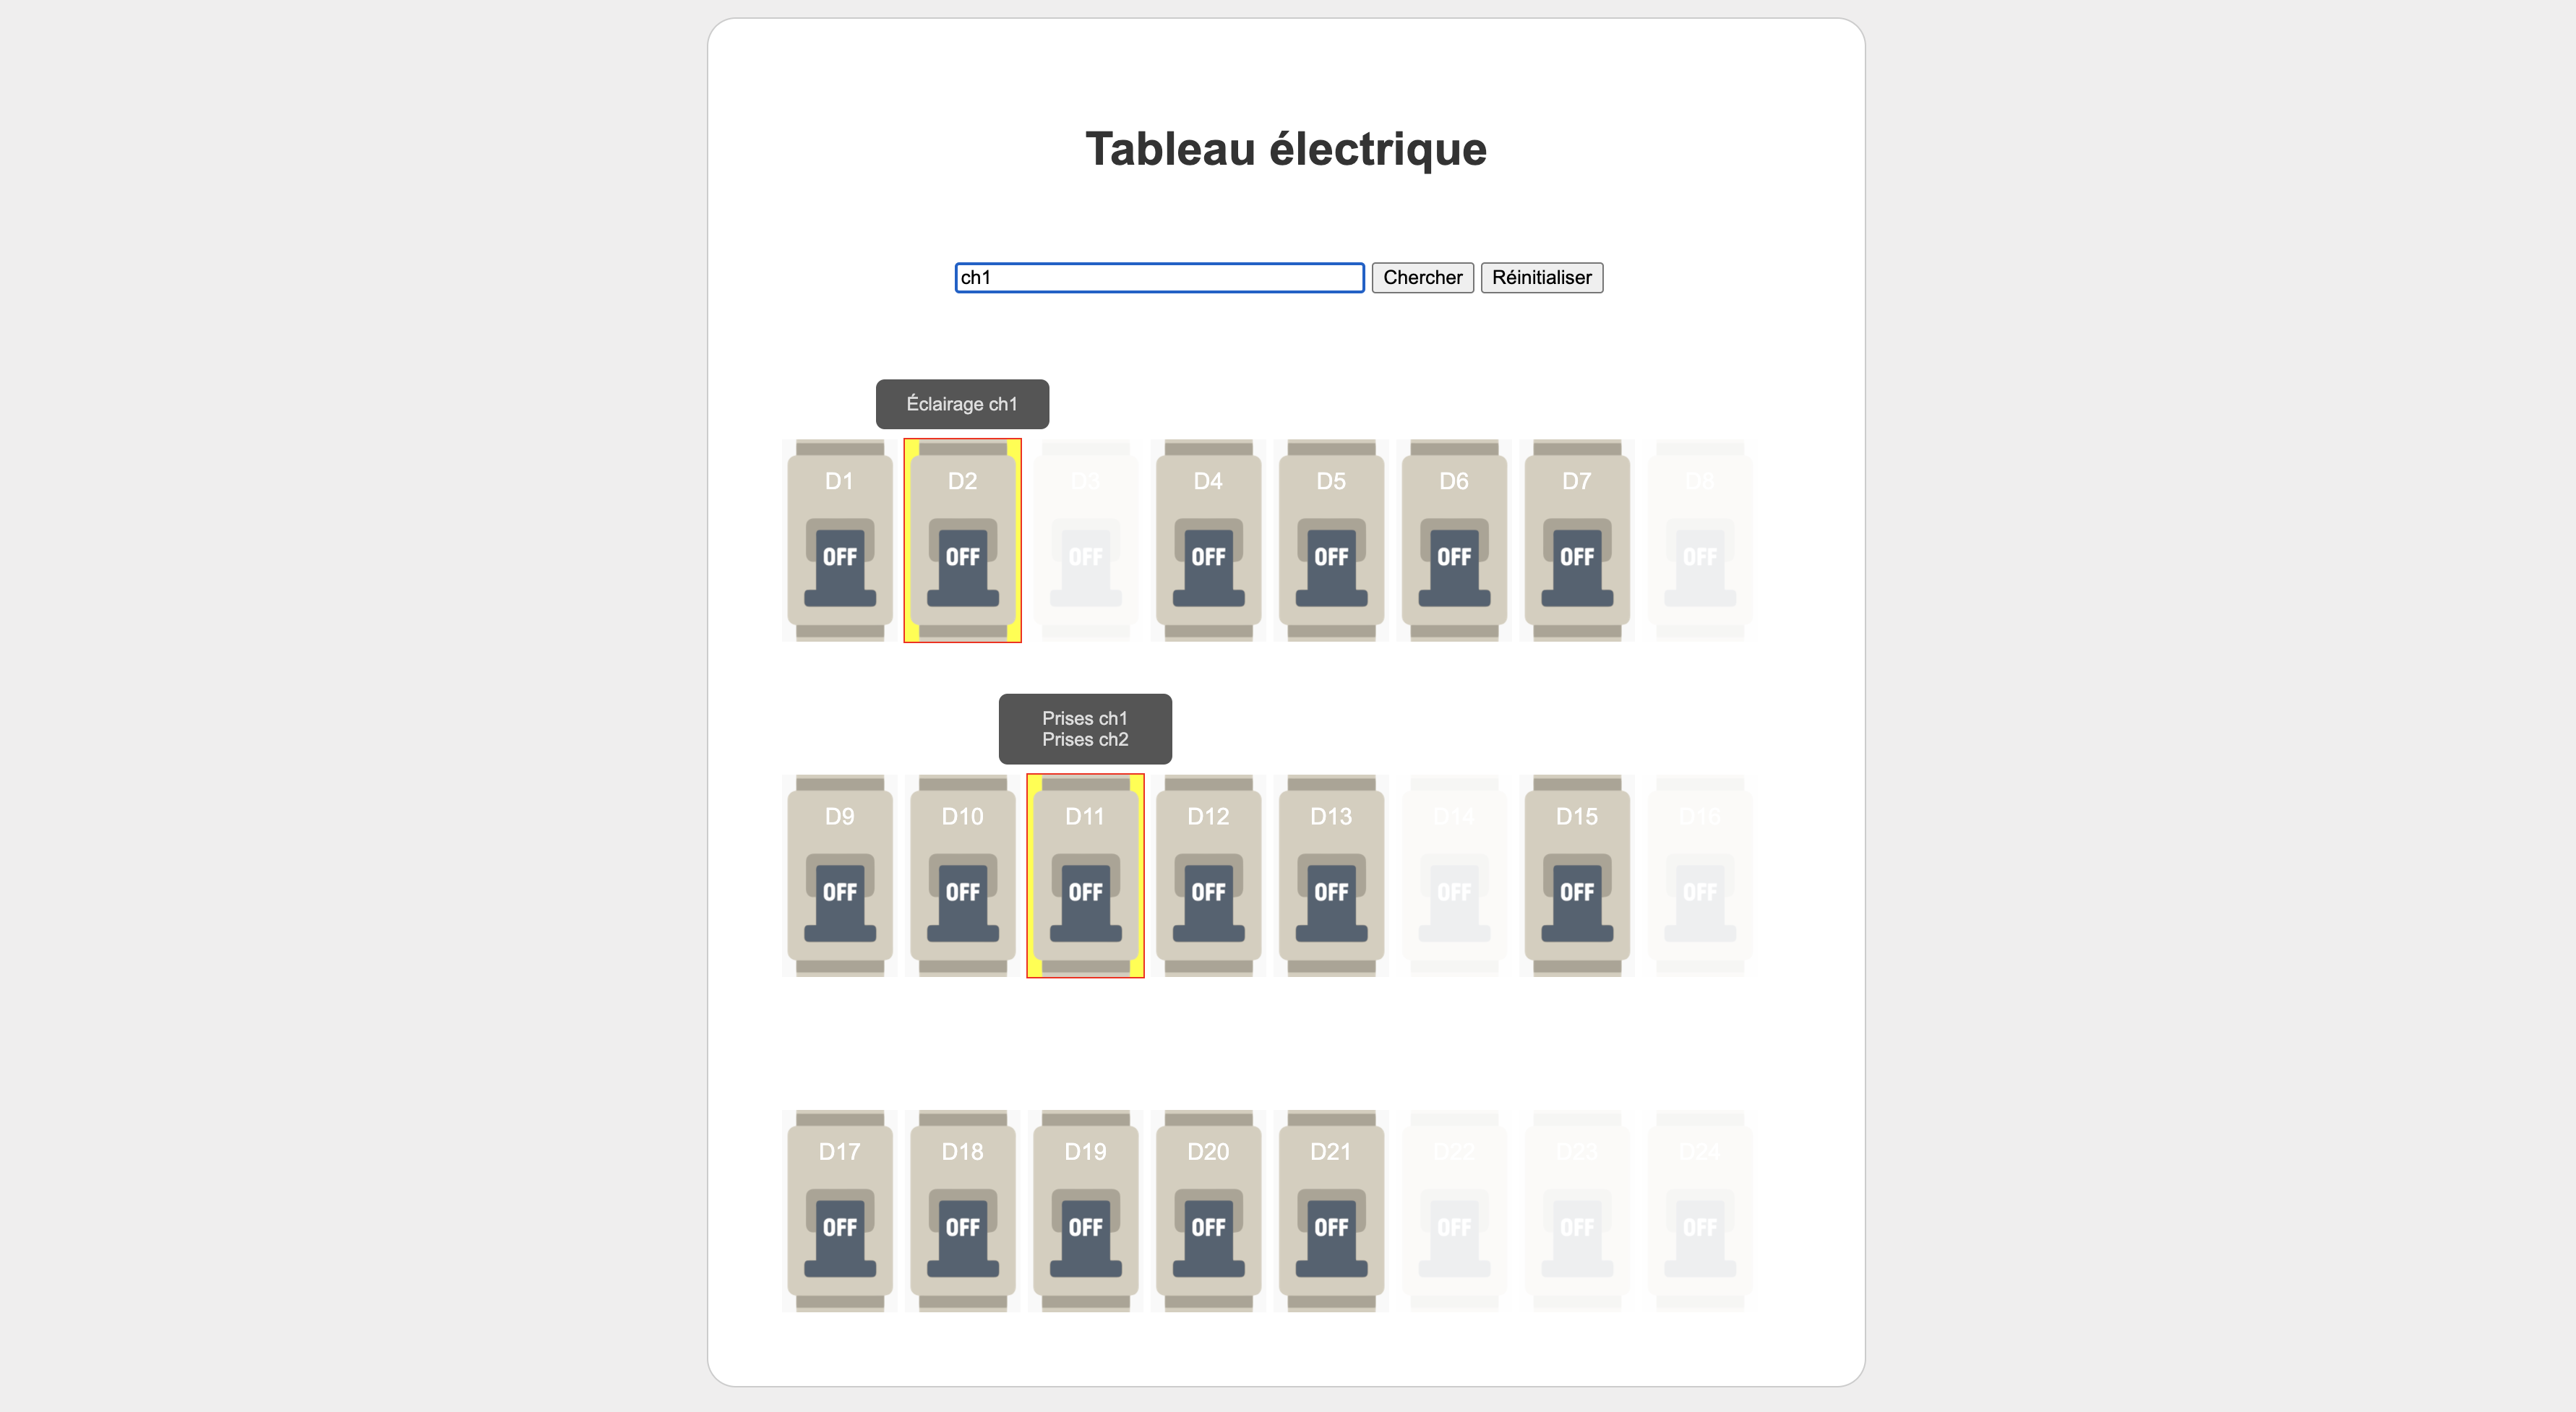 Tableau électrique
ch1 Chercher Réinitialiser
Éclairage ch1
D1 D2 D3 D4 D5 D6 D7 D8
OFF OFF OFF OFF OFF OFF OFF OFF
Prises ch1
Prises ch2
D9 D10 D11 D12 D13 D14 D15 D16
OFF OFF OFF OFF OFF OFF OFF OFF
D17 D18 D19 D20 D21 D22 D23 D24
OFF OFF OFF OFF OFF OFF OFF OFF